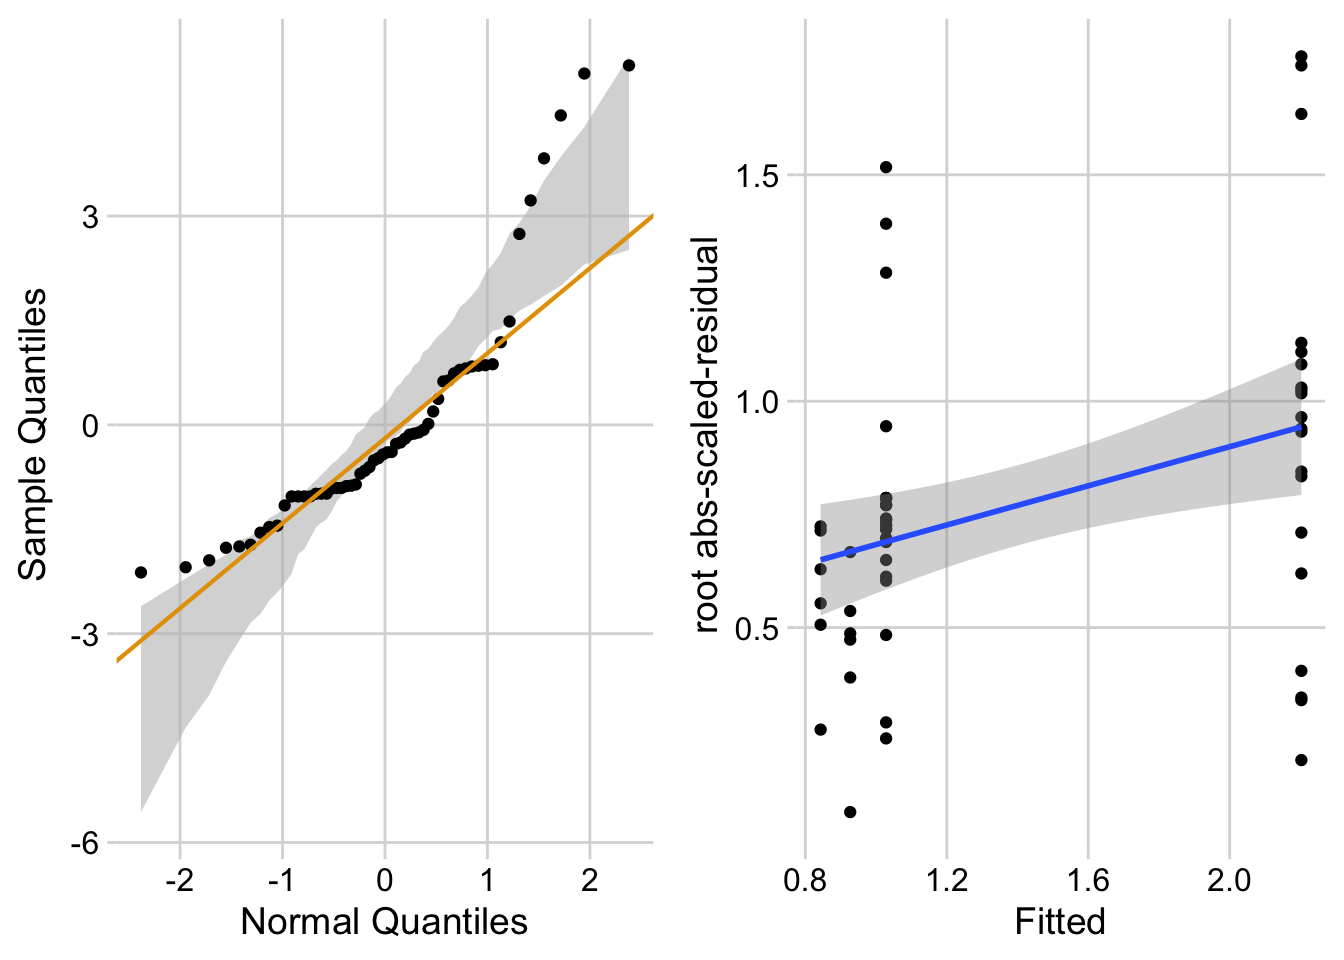 Sample Quantiles
3
0
-3
-6
-2 -1 0 1 2
Normal Quantiles
root abs-scaled-residual
1.5
1.0
0.5
0.8 1.2 1.6 2.0
Fitted